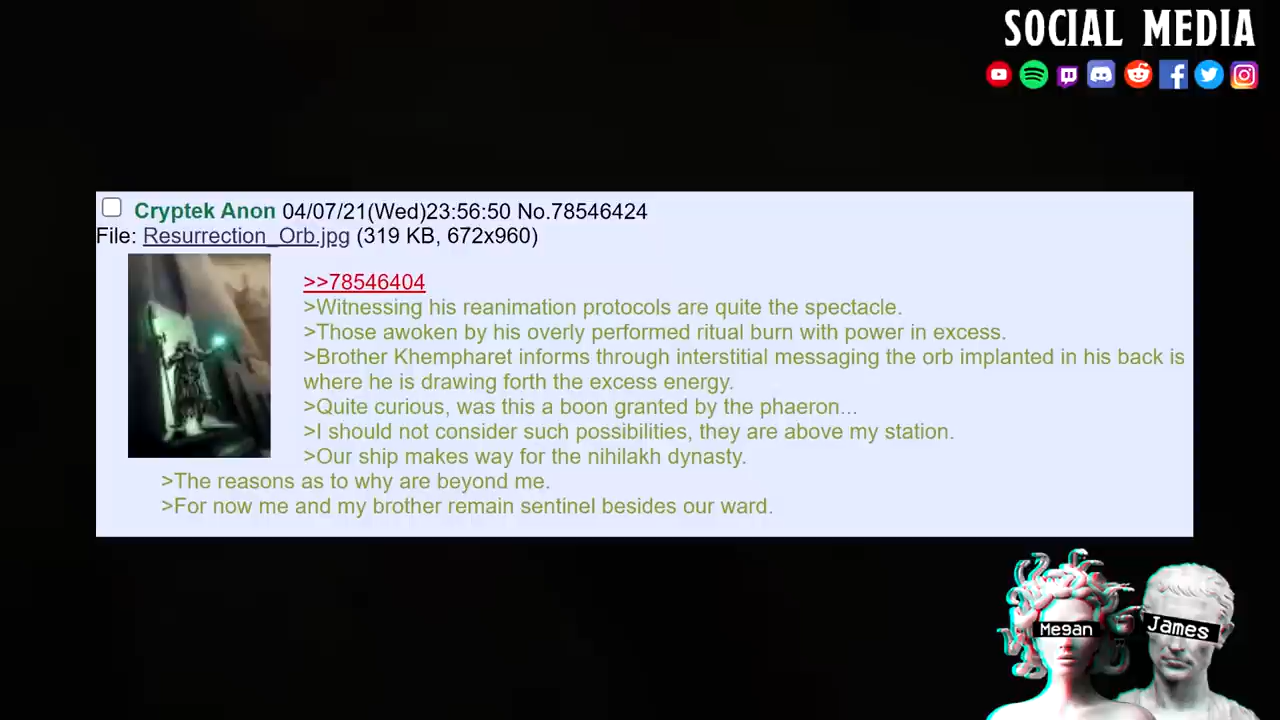 SOCIAL MEDIA
Cryptek Anon 04/07/21(Wed)23:56:50 No.78546424
File: Resurrection_Orb.jpg (319 KB, 672x960)
>>78546404
>Witnessing his reanimation protocols are quite the spectacle.
>Those awoken by his overly performed ritual burn with power in excess.
>Brother Khempharet informs through interstitial messaging the orb implanted in his back is
where he is drawing forth the excess energy.
>Quite curious, was this a boon granted by the phaeron...
>I should not consider such possibilities, they are above my station.
>Our ship makes way for the nihilakh dynasty.
>The reasons as to why are beyond me.
>For now me and my brother remain sentinel besides our ward.
Megan
James